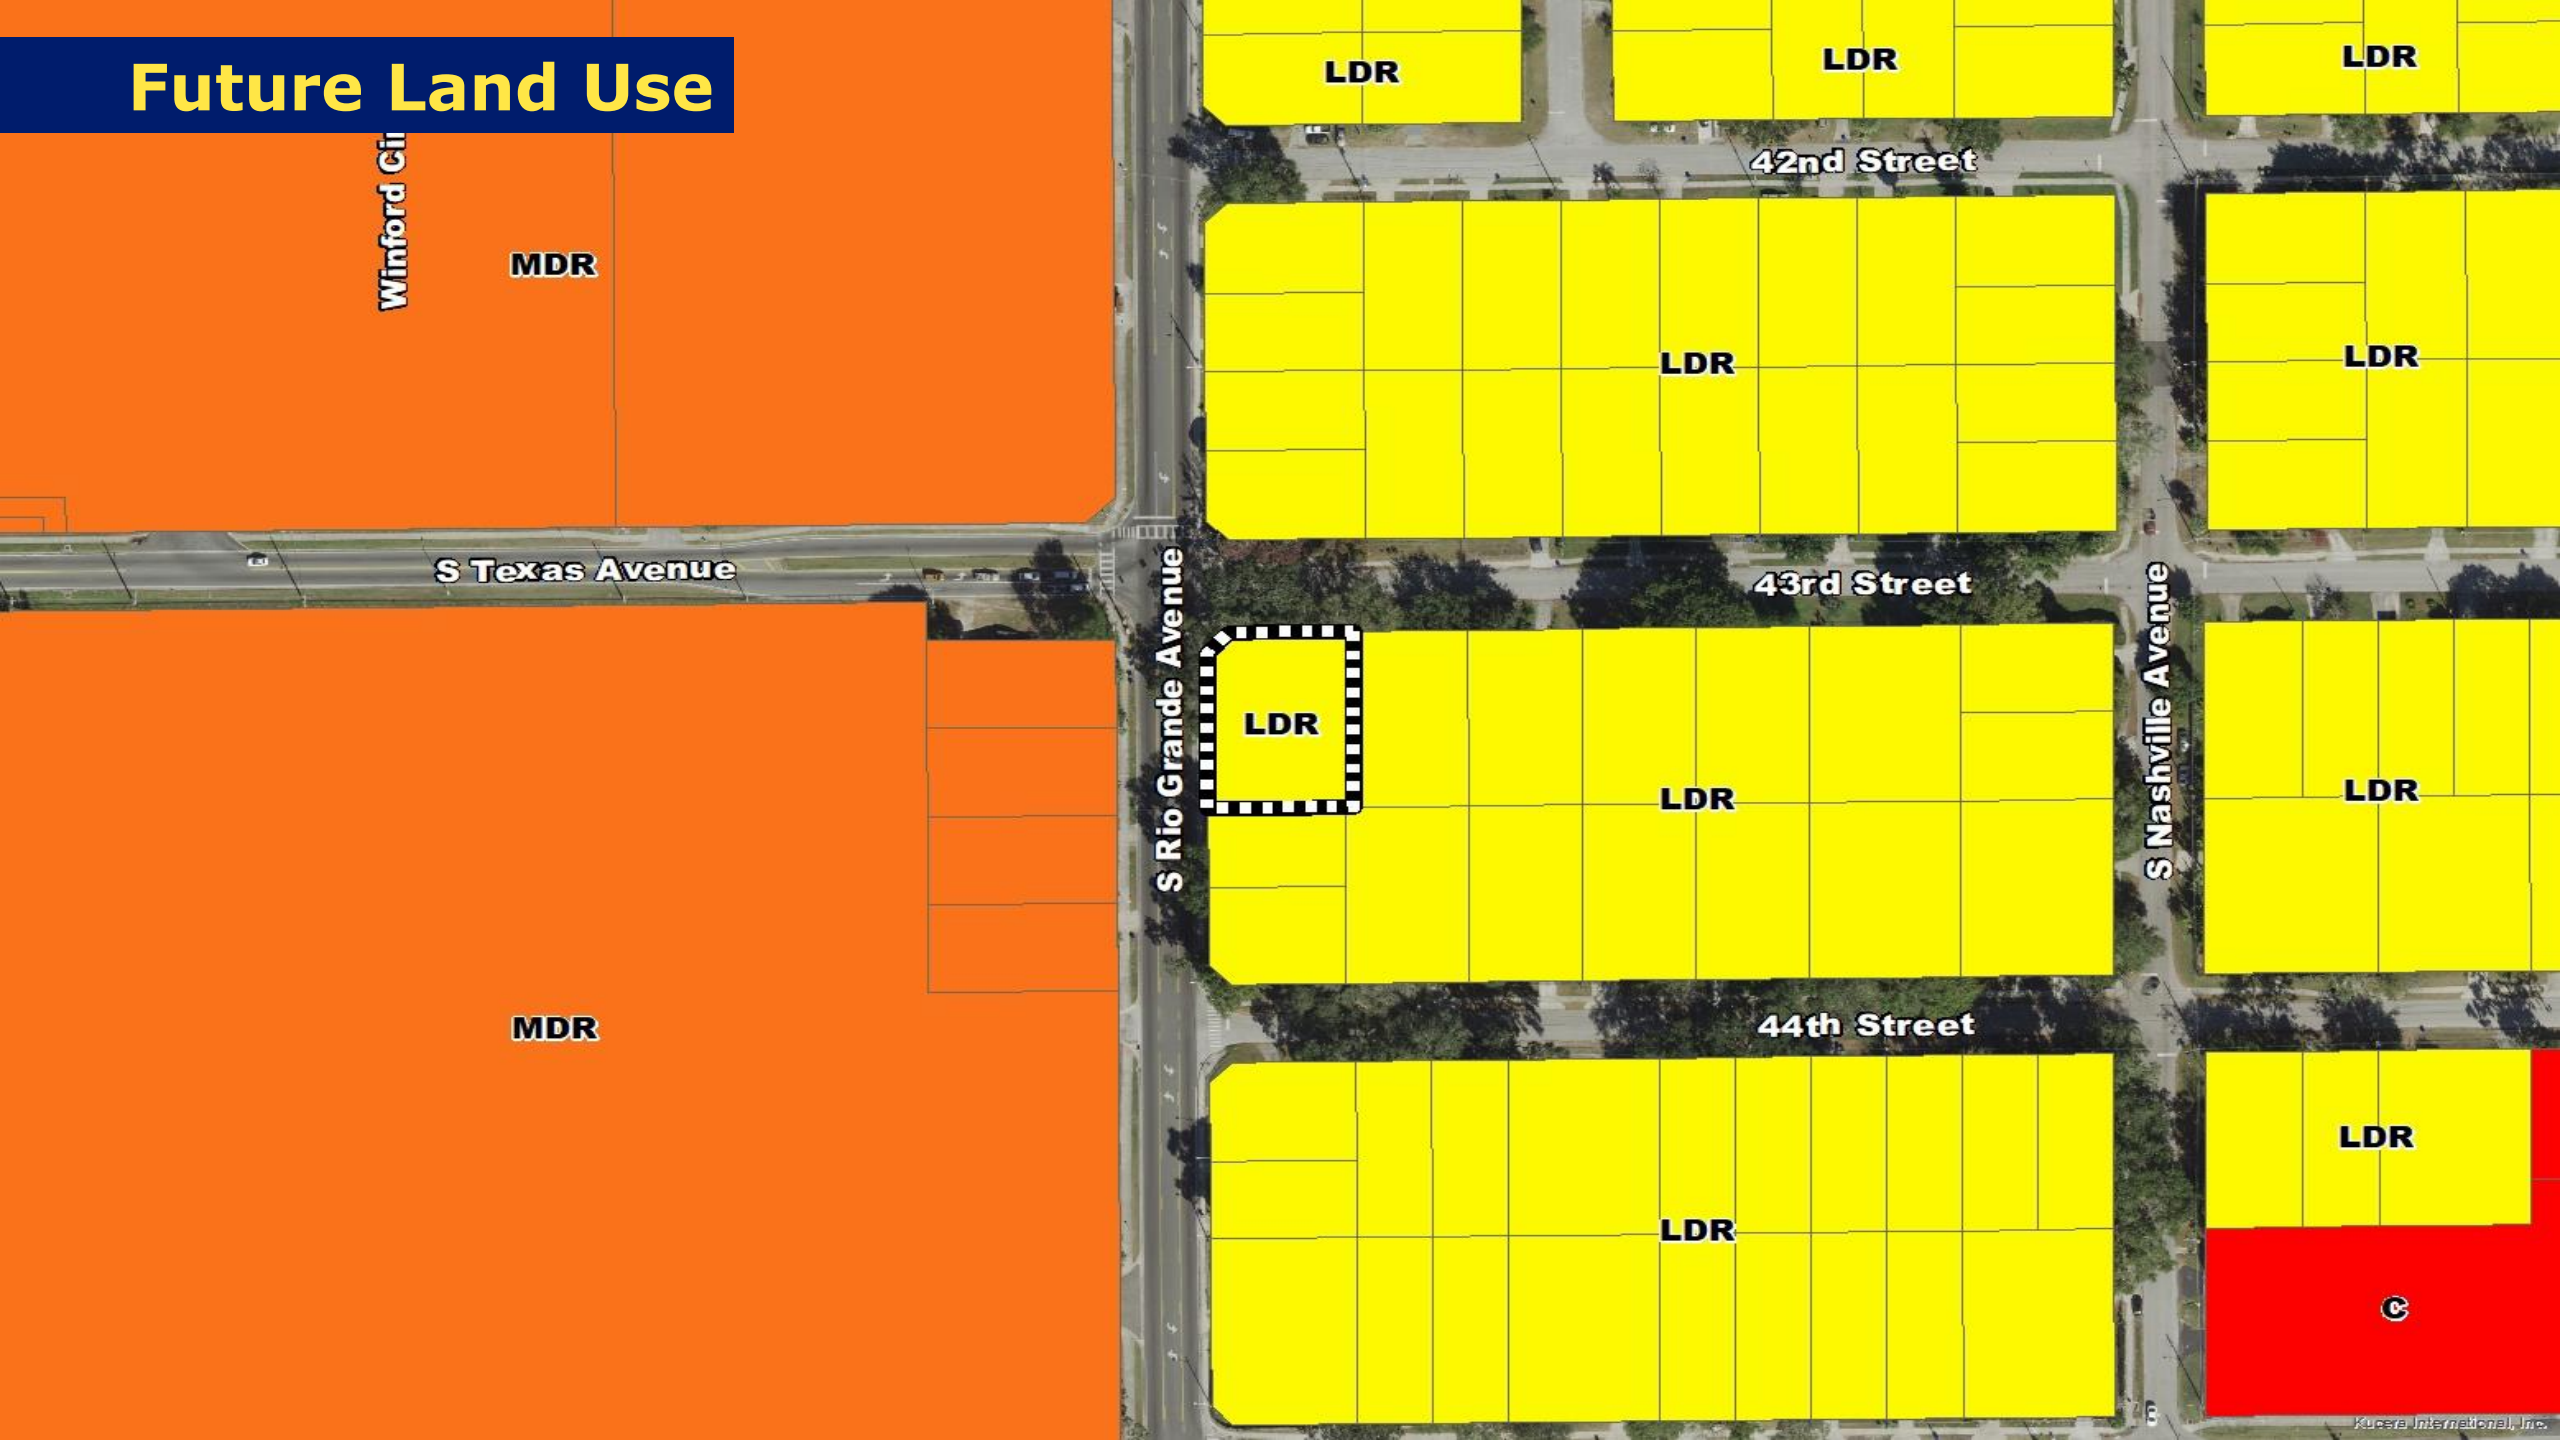 Future Land Use
LDR
LDR
LDR
42nd Street
Winford Cir
MDR
LDR
LDR
S Texas Avenue
43rd Street
S Rio Grande Avenue
S Nashville Avenue
LDR
LDR
LDR
44th Street
MDR
LDR
LDR
C
Kucera International, Inc.